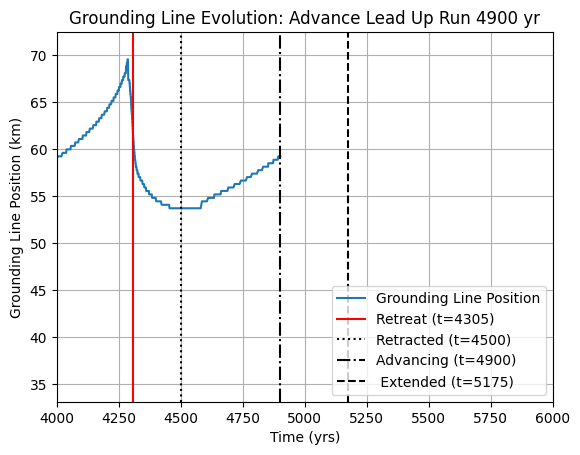 Grounding Line Evolution: Advance Lead Up Run 4900 yr
Grounding Line Position (km)
70
65
60
55
50
45
40
35
Grounding Line Position
Retreat (t=4305)
Retracted (t=4500)
Advancing (t=4900)
Extended (t=5175)
4000 4250 4500 4750 5000 5250 5500 5750 6000
Time (yrs)